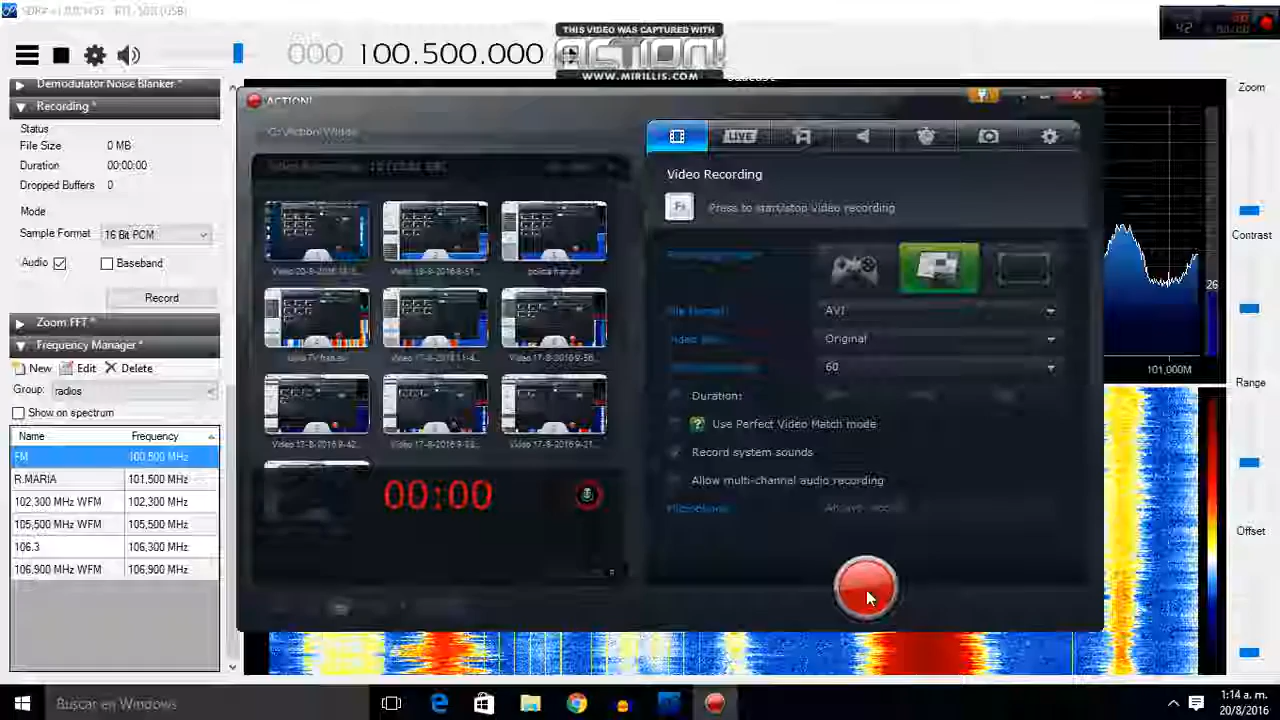 THIS VIDEO WAS CAPTURED WITH
ACTION!
WWW.MIRILLIS.COM
42
100.500.000
Demodulator Noise Blanker *
Recording *
Status
File Size 0 MB
Duration 00:00:00
Dropped Buffers 0
Mode
Sample Format 16 Bit PCM
Audio Baseband
Record
Zoom FFT *
Frequency Manager *
New Edit Delete
Group: radios
Show on spectrum
Name Frequency
FM 100,500 MHz
R.MARIA 101,500 MHz
102,300 MHz WFM 102,300 MHz
105,500 MHz WFM 105,500 MHz
106.3 106,300 MHz
106,900 MHz WFM 106,900 MHz
ACTION!
LIVE
Video Recording
Press to start/stop video recording
File format: AVI
Original
60
Duration:
Use Perfect Video Match mode
Record system sounds
Allow multi-channel audio recording
00:00
Zoom
Contrast
26
101,000M
Range
Offset
Buscar en Windows
1:14 a. m.
20/8/2016